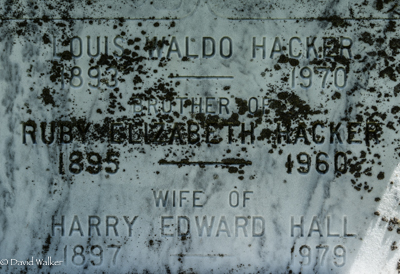 LOUIS WALDO HACKER
1970
BROTHER OF
RUBY ELIZABETH HACKER
1895 — 1960
WIFE OF
HARRY EDWARD HALL
1897 — 1979
© David Walker